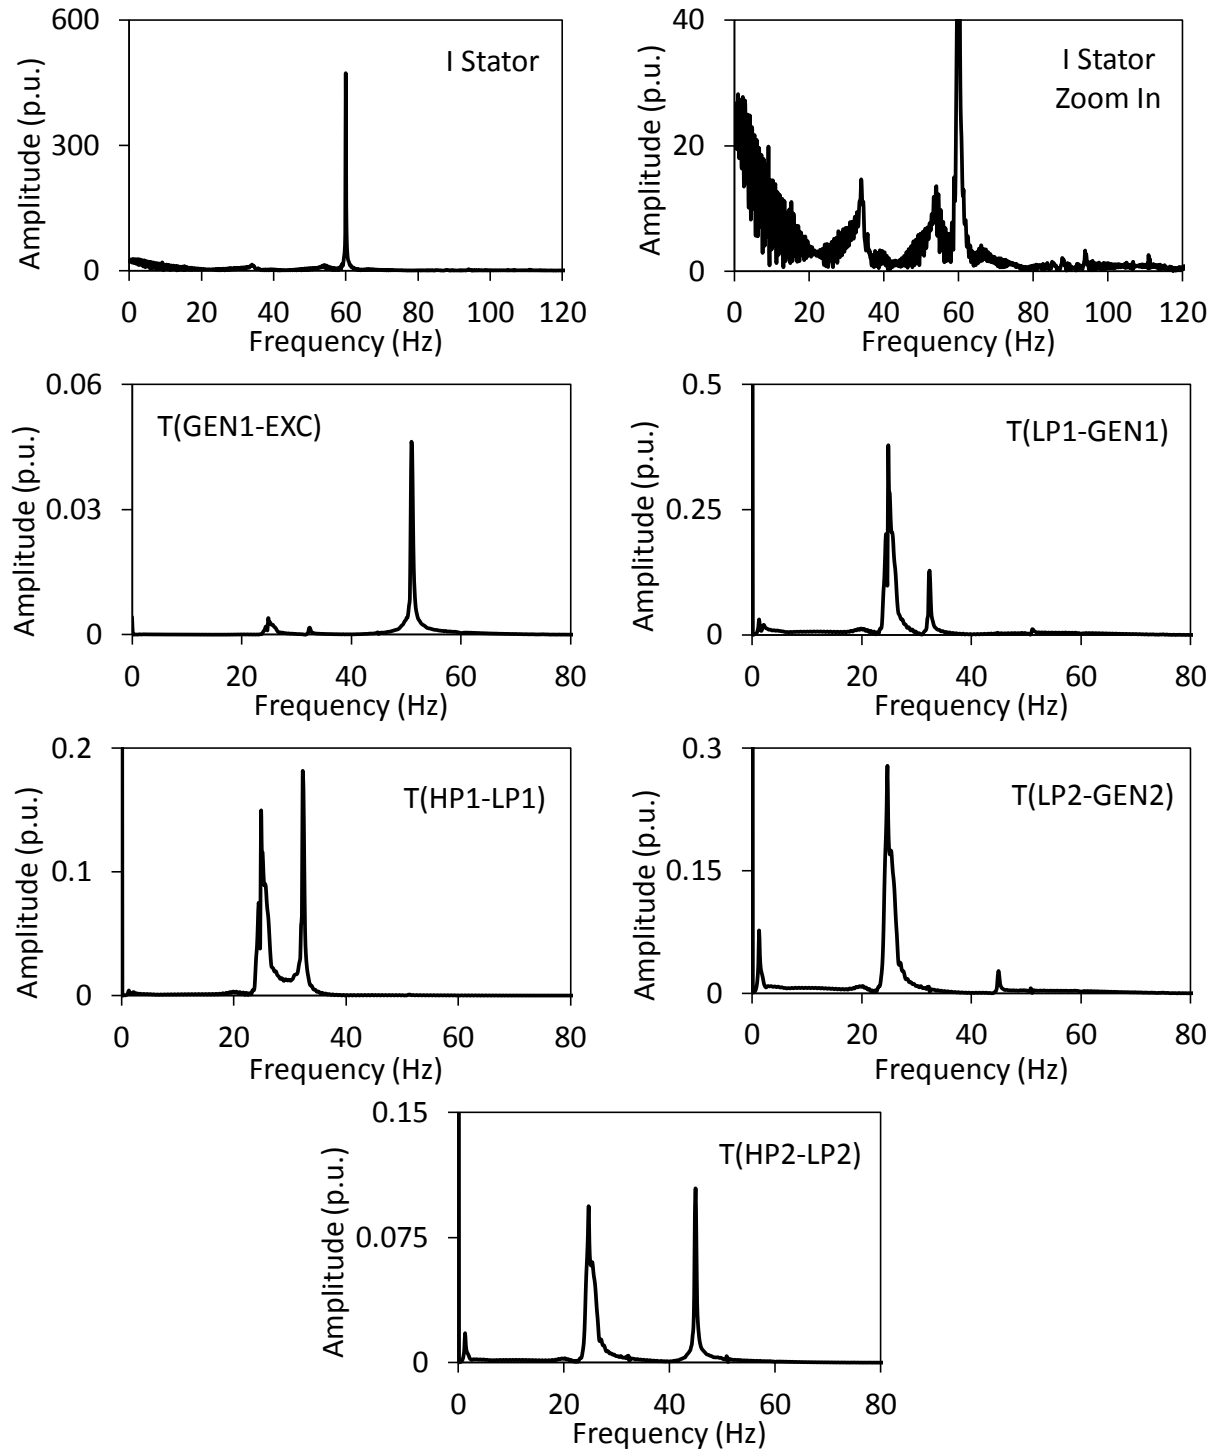 600
300
0
Amplitude (p.u.)
I Stator
0 20 40 60 80 100 120
Frequency (Hz)
40
20
0
Amplitude (p.u.)
I Stator
Zoom In
0 20 40 60 80 100 120
Frequency (Hz)
0.06
0.03
0
Amplitude (p.u.)
T(GEN1-EXC)
0 20 40 60 80
Frequency (Hz)
0.5
0.25
0
Amplitude (p.u.)
T(LP1-GEN1)
0 20 40 60 80
Frequency (Hz)
0.2
0.1
0
Amplitude (p.u.)
T(HP1-LP1)
0 20 40 60 80
Frequency (Hz)
0.3
0.15
0
Amplitude (p.u.)
T(LP2-GEN2)
0 20 40 60 80
Frequency (Hz)
0.15
0.075
0
Amplitude (p.u.)
T(HP2-LP2)
0 20 40 60 80
Frequency (Hz)